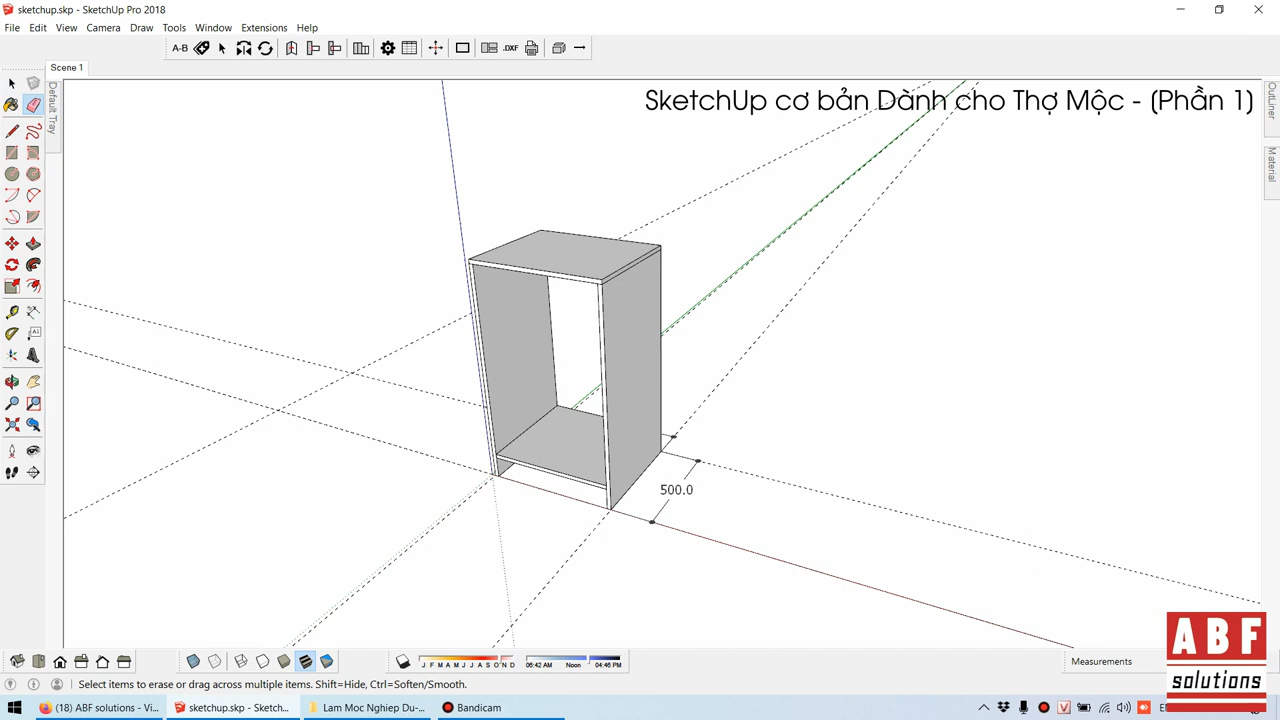 sketchup.skp - SketchUp Pro 2018
File Edit View Camera Draw Tools Window Extensions Help
A-B
.DXF
Scene 1
Default Tray
SketchUp cơ bản Dành cho Thợ Mộc - (Phần 1)
OutLiner
Material
500.0
J F M A M J J A S O N D
06:42 AM Noon 04:46 PM
Measurements
ABF
solutions
Select items to erase or drag across multiple items. Shift=Hide, Ctrl=Soften/Smooth.
(18) ABF solutions - Vi...
sketchup.skp - Sketch...
Lam Moc Nghiep Du-...
Bandicam